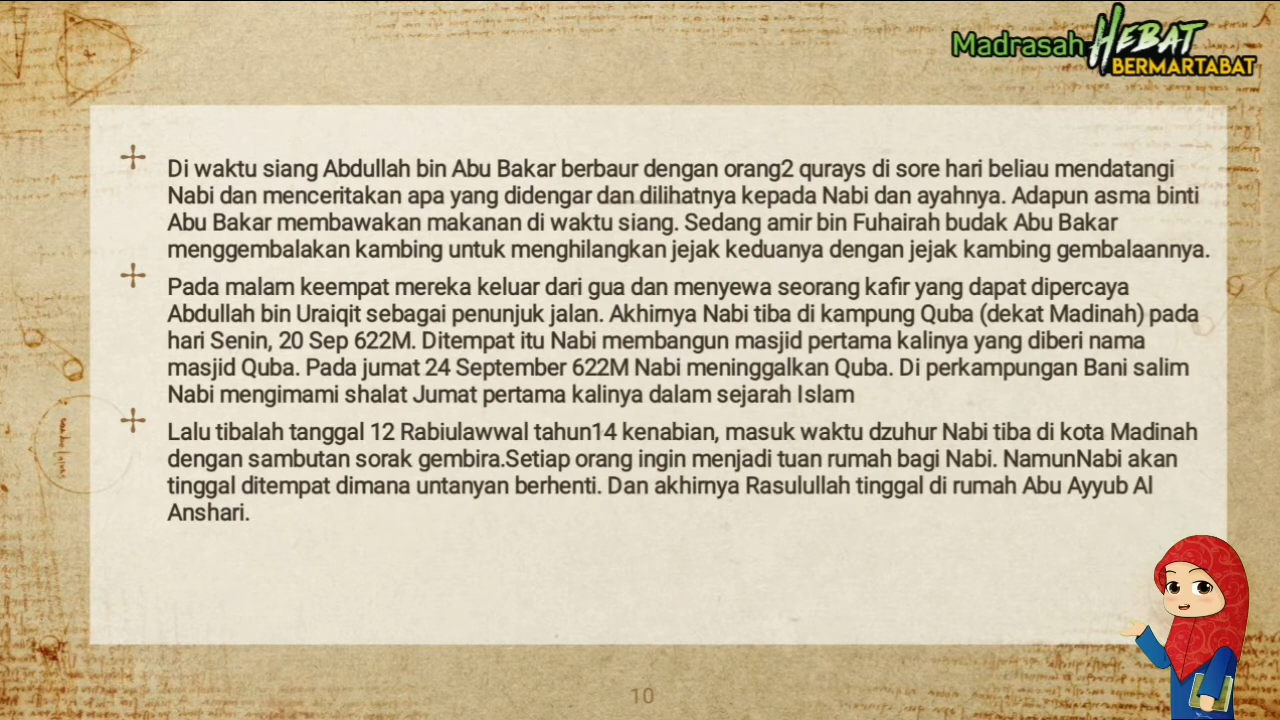 Madrasah HEBAT
BERMARTABAT
Di waktu siang Abdullah bin Abu Bakar berbaur dengan orang2 qurays di sore hari beliau mendatangi
Nabi dan menceritakan apa yang didengar dan dilihatnya kepada Nabi dan ayahnya. Adapun asma binti
Abu Bakar membawakan makanan di waktu siang. Sedang amir bin Fuhairah budak Abu Bakar
menggembalakan kambing untuk menghilangkan jejak keduanya dengan jejak kambing gembalaannya.
Pada malam keempat mereka keluar dari gua dan menyewa seorang kafir yang dapat dipercaya
Abdullah bin Uraiqit sebagai penunjuk jalan. Akhirnya Nabi tiba di kampung Quba (dekat Madinah) pada
hari Senin, 20 Sep 622M. Ditempat itu Nabi membangun masjid pertama kalinya yang diberi nama
masjid Quba. Pada jumat 24 September 622M Nabi meninggalkan Quba. Di perkampungan Bani salim
Nabi mengimami shalat Jumat pertama kalinya dalam sejarah Islam
Lalu tibalah tanggal 12 Rabiulawwal tahun14 kenabian, masuk waktu dzuhur Nabi tiba di kota Madinah
dengan sambutan sorak gembira.Setiap orang ingin menjadi tuan rumah bagi Nabi. NamunNabi akan
tinggal ditempat dimana untanyan berhenti. Dan akhirnya Rasulullah tinggal di rumah Abu Ayyub Al
Anshari.
10